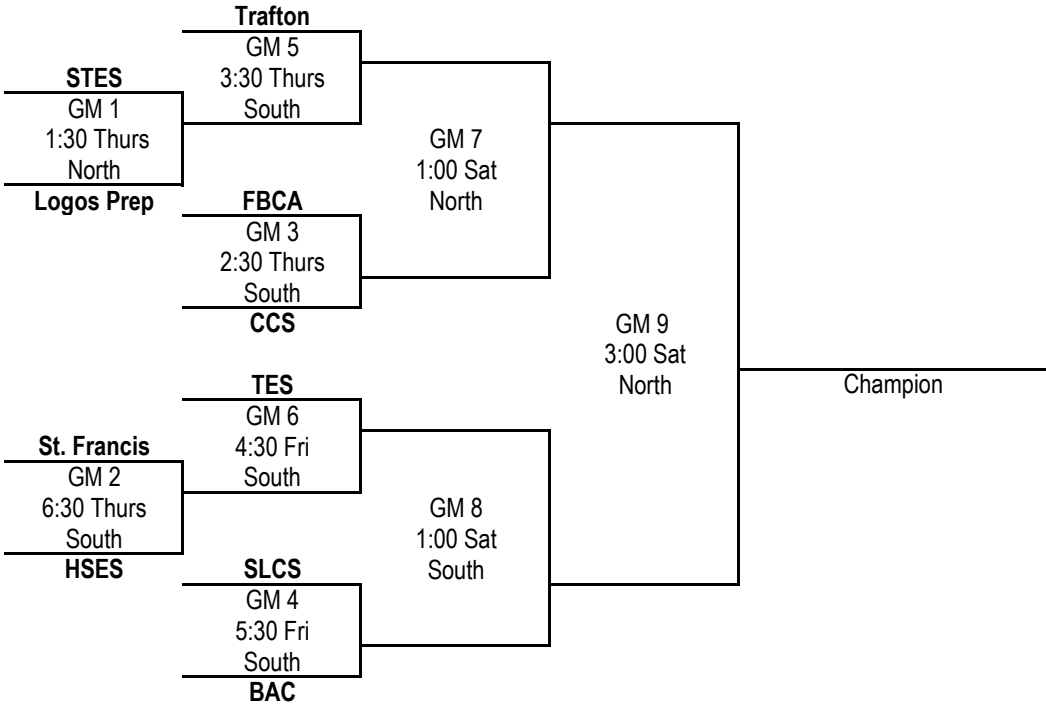 Trafton
GM 5
3:30 Thurs
South
STES
GM 1
1:30 Thurs
North
Logos Prep
GM 7
1:00 Sat
North
FBCA
GM 3
2:30 Thurs
South
CCS
GM 9
3:00 Sat
North
Champion
TES
GM 6
4:30 Fri
South
St. Francis
GM 2
6:30 Thurs
South
HSES
GM 8
1:00 Sat
South
SLCS
GM 4
5:30 Fri
South
BAC